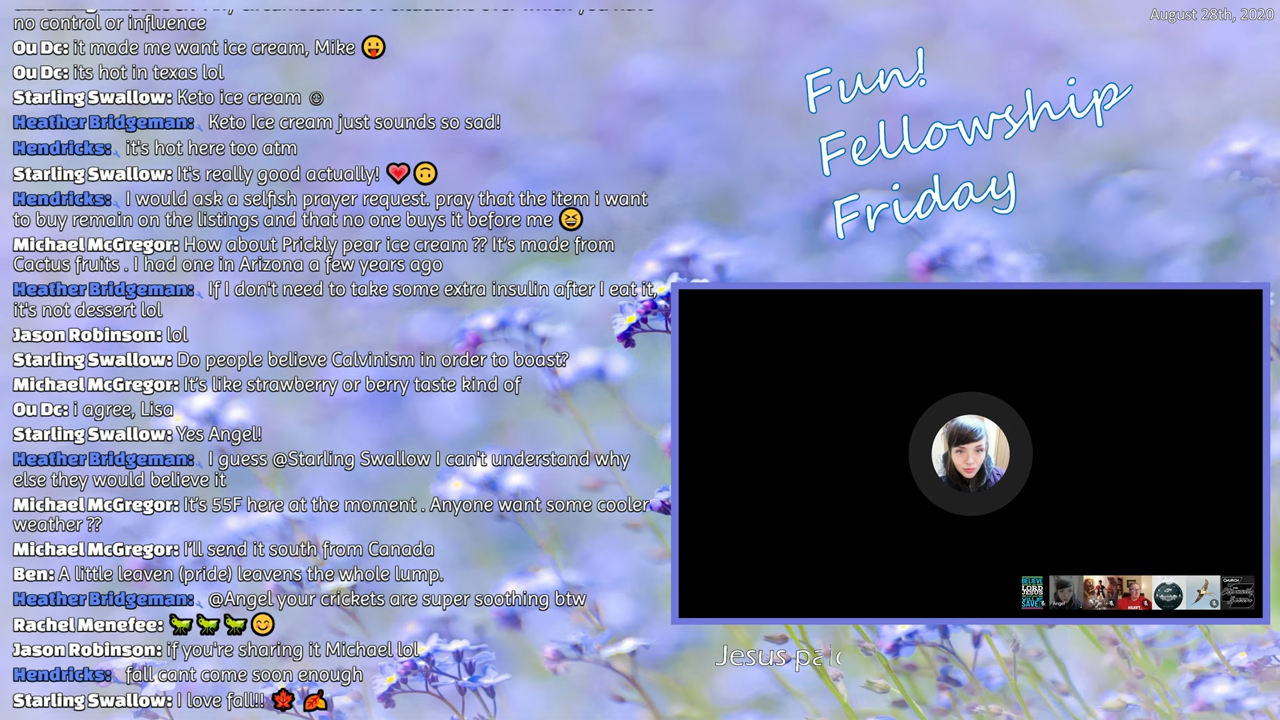 no control or influence
Ou Dc: it made me want ice cream, Mike 😛
Ou Dc: its hot in texas lol
Starling Swallow: Keto ice cream ☺
Heather Bridgeman: Keto Ice cream just sounds so sad!
Hendricks: it's hot here too atm
Starling Swallow: It's really good actually! ❤️🙃
Hendricks: I would ask a selfish prayer request. pray that the item i want
to buy remain on the listings and that no one buys it before me 😆
Michael McGregor: How about Prickly pear ice cream ?? It's made from
Cactus fruits . I had one in Arizona a few years ago
Heather Bridgeman: If I don't need to take some extra insulin after I eat it,
it's not dessert lol
Jason Robinson: lol
Starling Swallow: Do people believe Calvinism in order to boast?
Michael McGregor: It's like strawberry or berry taste kind of
Ou Dc: i agree, Lisa
Starling Swallow: Yes Angel!
Heather Bridgeman: I guess @Starling Swallow I can't understand why
else they would believe it
Michael McGregor: It's 55F here at the moment . Anyone want some cooler
weather ??
Michael McGregor: I'll send it south from Canada
Ben: A little leaven (pride) leavens the whole lump.
Heather Bridgeman: @Angel your crickets are super soothing btw
Rachel Menefee: 🦗🦗🦗😊
Jason Robinson: if you're sharing it Michael lol
Hendricks: fall cant come soon enough
Starling Swallow: I love fall!! 🍁 🍂
August 28th, 2020
Fun!
Fellowship
Friday
BELIEVE
LORD
JESUS
SAVED
Angel
CHURCH
Jesus paid